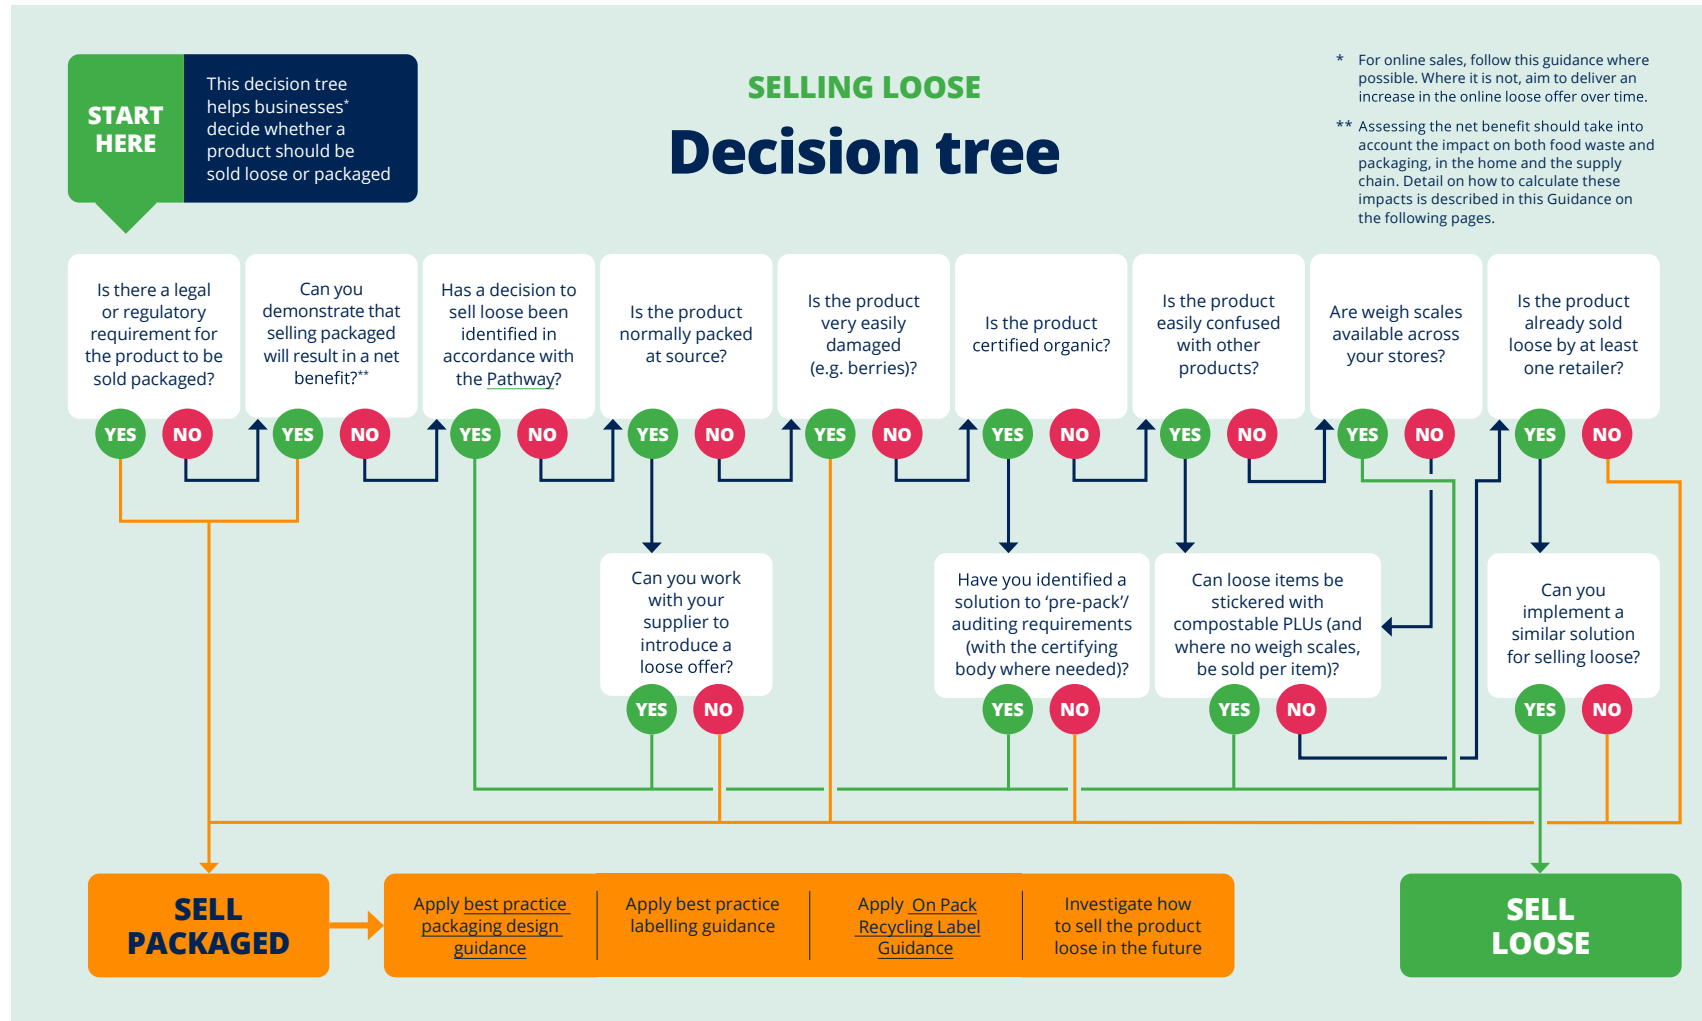 START
HERE
This decision tree
helps businesses*
decide whether a
product should be
sold loose or packaged
SELLING LOOSE
Decision tree
* For online sales, follow this guidance where
possible. Where it is not, aim to deliver an
increase in the online loose offer over time.
** Assessing the net benefit should take into
account the impact on both food waste and
packaging, in the home and the supply
chain. Detail on how to calculate these
impacts is described in this Guidance on
the following pages.
Is there a legal
or regulatory
requirement for
the product to be
sold packaged?
YES
NO
Can you
demonstrate that
selling packaged
will result in a net
benefit?**
YES
NO
Has a decision to
sell loose been
identified in
accordance with
the Pathway?
YES
NO
Is the product
normally packed
at source?
YES
NO
Is the product
very easily
damaged
(e.g. berries)?
YES
NO
Is the product
certified organic?
YES
NO
Is the product
easily confused
with other
products?
YES
NO
Are weigh scales
available across
your stores?
YES
NO
Is the product
already sold
loose by at least
one retailer?
YES
NO
Can you work
with your
supplier to
introduce a
loose offer?
YES
NO
Have you identified a
solution to ‘pre-pack’/
auditing requirements
(with the certifying
body where needed)?
YES
NO
Can loose items be
stickered with
compostable PLUs (and
where no weigh scales,
be sold per item)?
YES
NO
Can you
implement a
similar solution
for selling loose?
YES
NO
SELL
PACKAGED
Apply best practice
packaging design
guidance
Apply best practice
labelling guidance
Apply On Pack
Recycling Label
Guidance
Investigate how
to sell the product
loose in the future
SELL
LOOSE